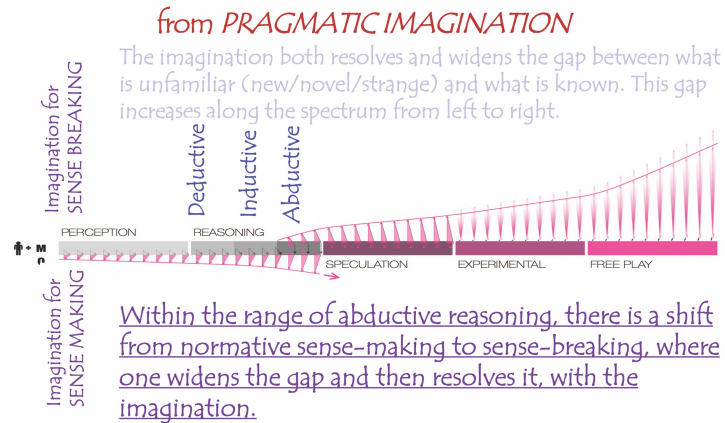 from PRAGMATIC IMAGINATION
The imagination both resolves and widens the gap between what
is unfamiliar (new/novel/strange) and what is known. This gap
increases along the spectrum from left to right.
Imagination for
SENSE BREAKING
Deductive
Inductive
Abductive
PERCEPTION
REASONING
+ M
SPECULATION
EXPERIMENTAL
FREE PLAY
Imagination for
SENSE MAKING
Within the range of abductive reasoning, there is a shift
from normative sense-making to sense-breaking, where
one widens the gap and then resolves it, with the
imagination.